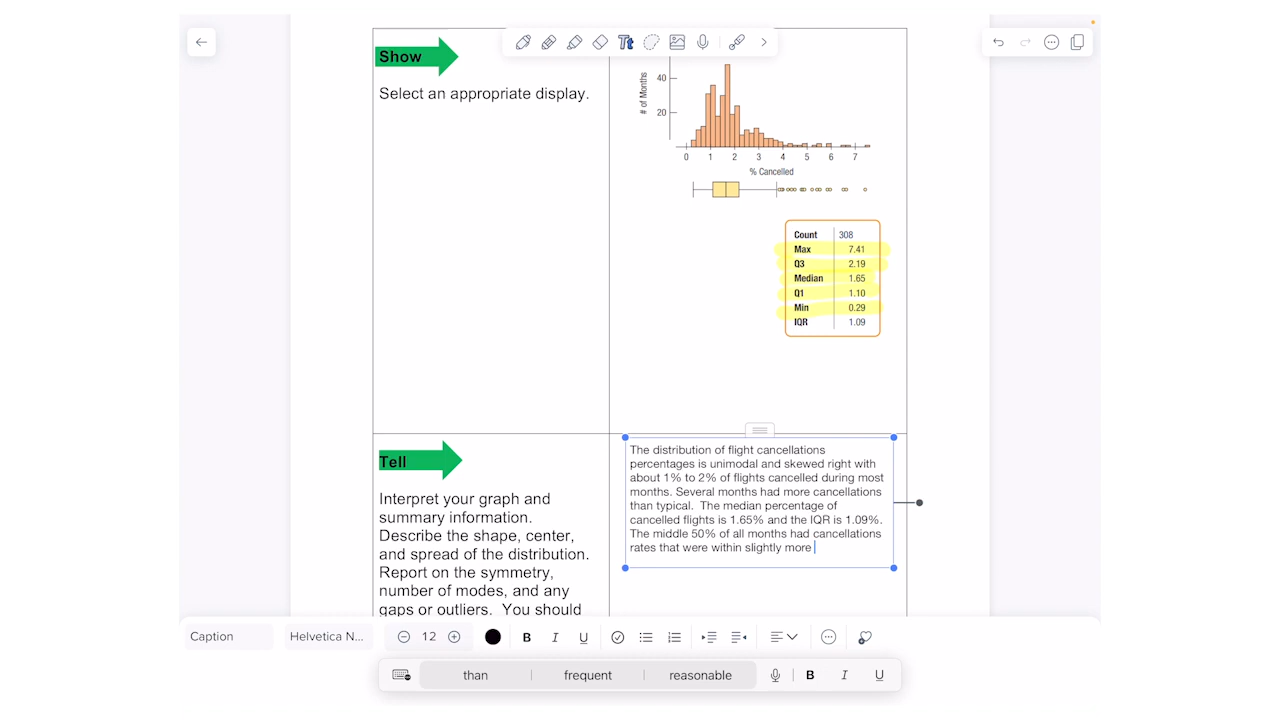 Show
Select an appropriate display.
Tt
# of Months
40
20
0 1 2 3 4 5 6 7
% Cancelled
Count 308
Max 7.41
Q3 2.19
Median 1.65
Q1 1.10
Min 0.29
IQR 1.09
Tell
Interpret your graph and
summary information.
Describe the shape, center,
and spread of the distribution.
Report on the symmetry,
number of modes, and any
gaps or outliers.  You should
The distribution of flight cancellations
percentages is unimodal and skewed right with
about 1% to 2% of flights cancelled during most
months. Several months had more cancellations
than typical.  The median percentage of
cancelled flights is 1.65% and the IQR is 1.09%.
The middle 50% of all months had cancellations
rates that were within slightly more
Caption Helvetica N... 12 B I U
than frequent reasonable B I U